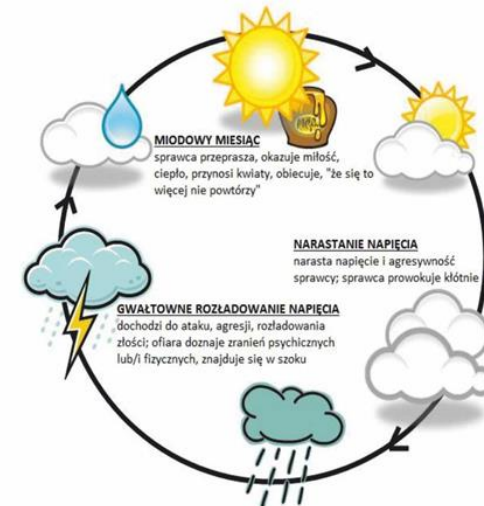 MIODOWY MIESIĄC
sprawca przeprasza, okazuje miłość,
ciepło, przynosi kwiaty, obiecuje, "że się to
więcej nie powtórzy"
NARASTANIE NAPIĘCIA
narasta napięcie i agresywność
sprawcy; sprawca prowokuje kłótnie
GWAŁTOWNE ROZŁADOWANIE NAPIĘCIA
dochodzi do ataku, agresji, rozładowania
złości; ofiara doznaje zranień psychicznych
lub/i fizycznych, znajduje się w szoku